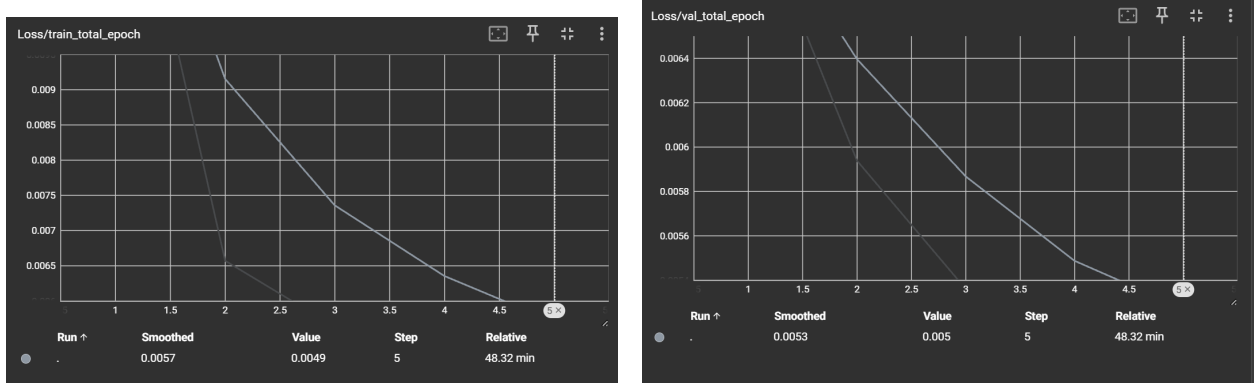 Loss/train_total_epoch
0.009
0.0085
0.008
0.0075
0.007
0.0065
1 1.5 2 2.5 3 3.5 4 4.5 5
Run Smoothed Value Step Relative
. 0.0057 0.0049 5 48.32 min
Loss/val_total_epoch
0.0064
0.0062
0.006
0.0058
0.0056
1 1.5 2 2.5 3 3.5 4 4.5 5
Run Smoothed Value Step Relative
. 0.0053 0.005 5 48.32 min